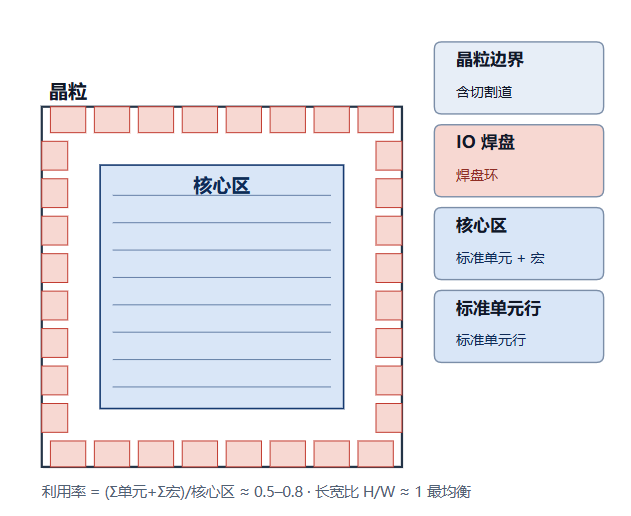 晶粒
核心区
晶粒边界
含切割道
IO 焊盘
焊盘环
核心区
标准单元 + 宏
标准单元行
标准单元行
利用率 = (Σ单元+Σ宏)/核心区 ≈ 0.5–0.8 · 长宽比 H/W ≈ 1 最均衡